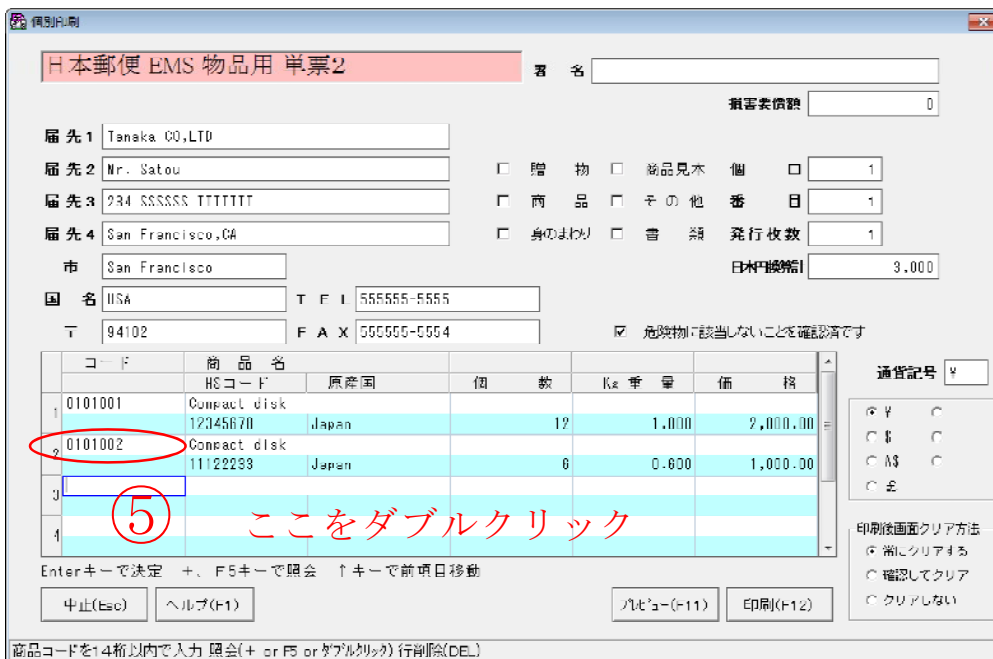 個別印刷
日本郵便 EMS 物品用 単票2
署 名
損害要償額 0
届 先 1 Tanaka CO,LTD
届 先 2 Mr. Satou
贈 物 商品見本 個 口 1
届 先 3 234 SSSSSS TTTTTTT
商 品 その他 番 目 1
届 先 4 San Francisco,CA
身のまわり 書 類 発行枚数 1
市 San Francisco
日本円換算計 3,000
国 名 USA TEL 555555-5555
〒 94102 FAX 555555-5554
危険物に該当しないことを確認済です
コード 商 品 名
HSコード 原産国 個 数 Kg 重 量 価 格
通貨記号 ¥
1 0101001 Compact disk
12345670 Japan 12 1.000 2,000.00
2 0101002 Compact disk
11122233 Japan 6 0.600 1,000.00
3
4
⑤ ここをダブルクリック
¥
$
A$
£
印刷後画面クリア方法
常にクリアする
確認してクリア
クリアしない
Enterキーで決定 +、F5キーで照会 ↑キーで前項目移動
中止(Esc) ヘルプ(F1) プレビュー(F11) 印刷(F12)
商品コードを14桁以内で入力 照会(+ or F5 or ダブルクリック) 行削除(DEL)